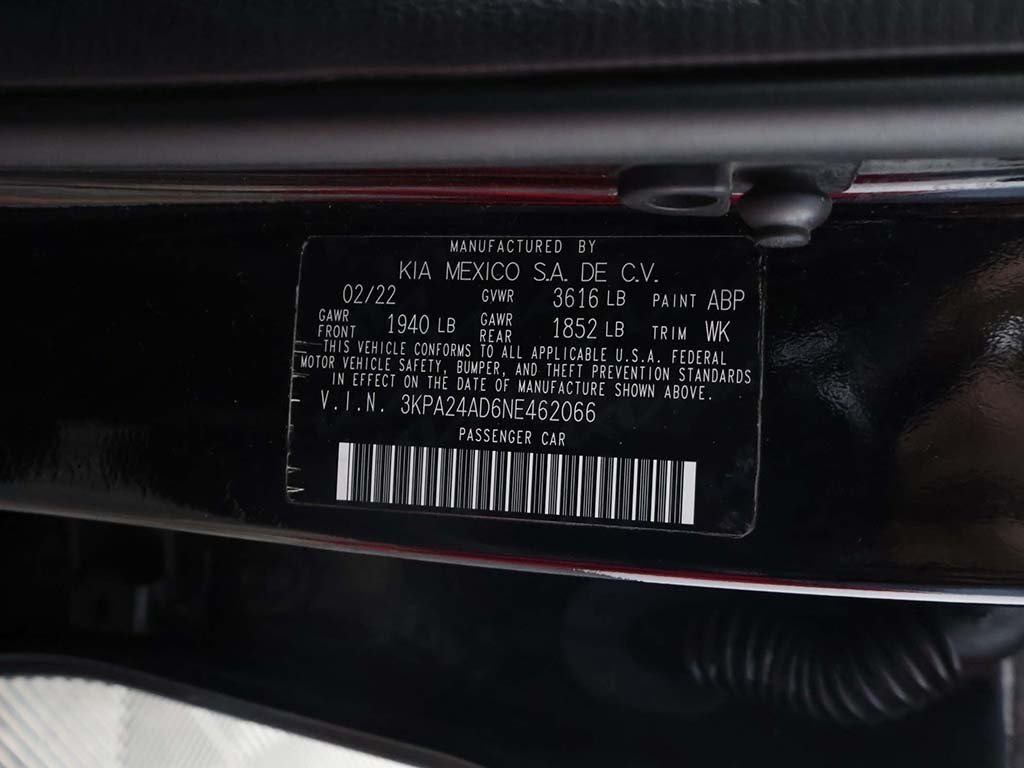 MANUFACTURED BY
KIA MEXICO S.A. DE C.V.
02/22 GVWR 3616 LB PAINT ABP
GAWR FRONT 1940 LB GAWR REAR 1852 LB TRIM WK
THIS VEHICLE CONFORMS TO ALL APPLICABLE U.S.A. FEDERAL
MOTOR VEHICLE SAFETY, BUMPER, AND THEFT PREVENTION STANDARDS
IN EFFECT ON THE DATE OF MANUFACTURE SHOWN ABOVE.
V.I.N. 3KPA24AD6NE462066
PASSENGER CAR